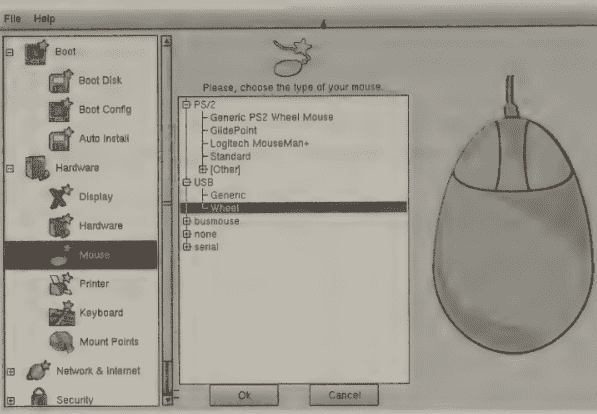 File Help
Boot
Boot Disk
Boot Config
Auto Install
Hardware
Display
Hardware
Mouse
Printer
Keyboard
Mount Points
Network & Internet
Security
Please, choose the type of your mouse.
PS/2
Generic PS2 Wheel Mouse
GlidePoint
Logitech MouseMan+
Standard
[Other]
USB
Generic
Wheel
busmouse
none
serial
Ok Cancel